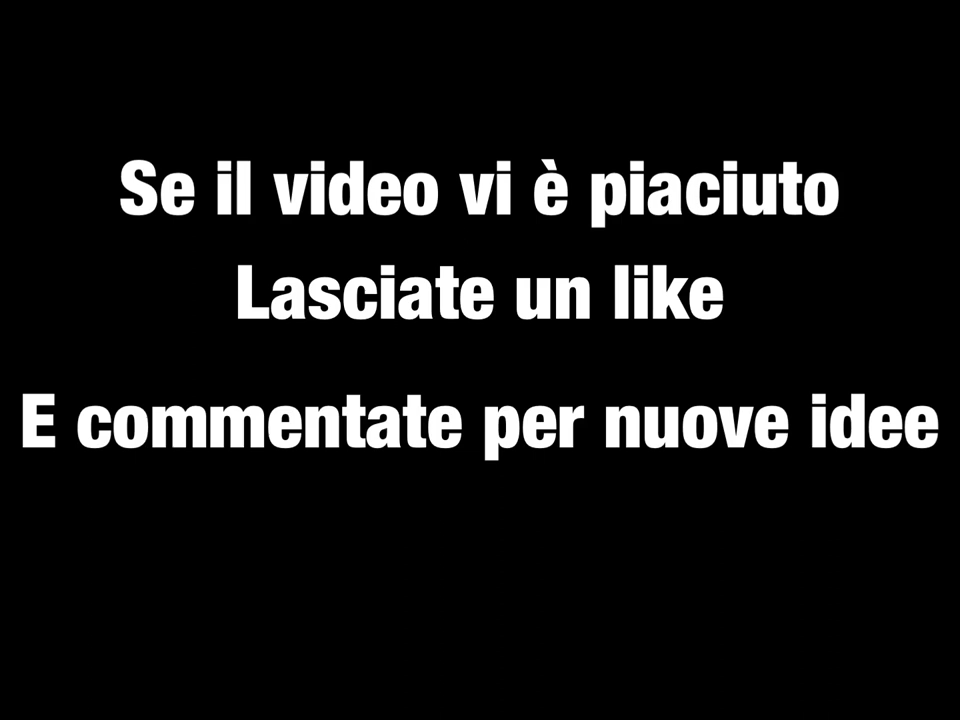 Se il video vi è piaciuto
Lasciate un like
E commentate per nuove idee